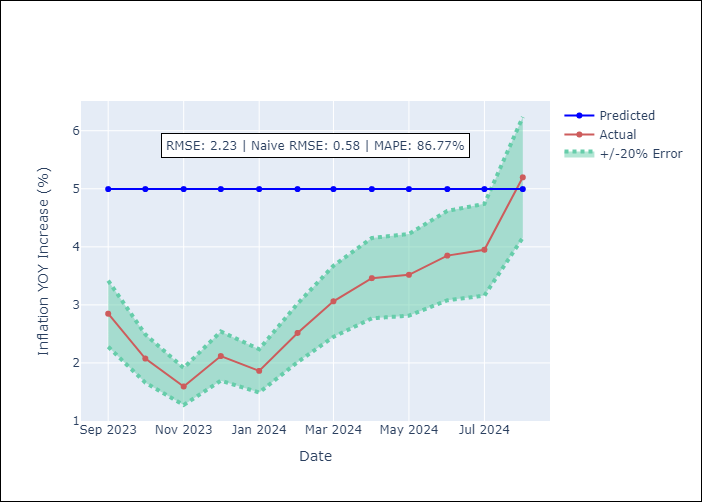 RMSE: 2.23 | Naive RMSE: 0.58 | MAPE: 86.77%
Predicted
Actual
+/-20% Error
Inflation YOY Increase (%)
6
5
4
3
2
1
Sep 2023 Nov 2023 Jan 2024 Mar 2024 May 2024 Jul 2024
Date